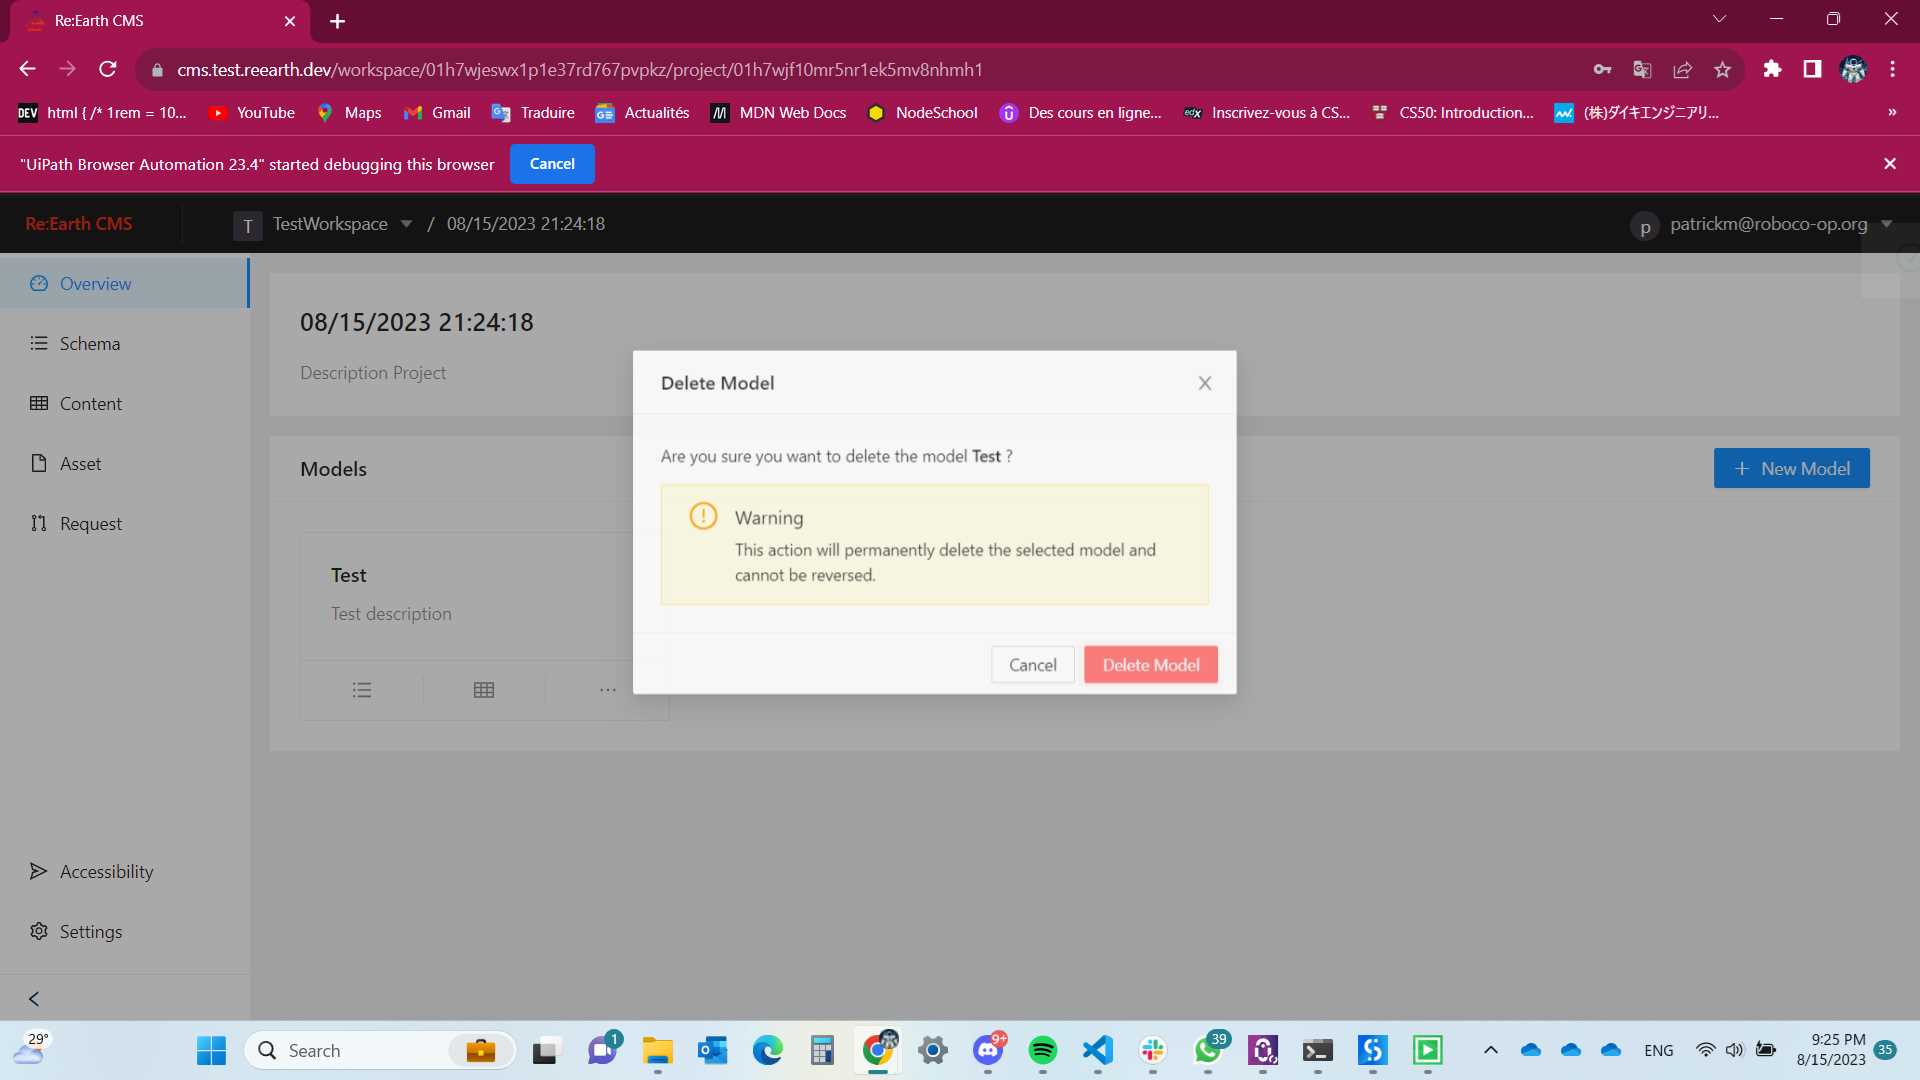 Re:Earth CMS
cms.test.reearth.dev/workspace/01h7wjeswx1p1e37rd767pvpkz/project/01h7wjf10mr5nr1ek5mv8nhmh1
DEV html { /* 1rem = 10... YouTube Maps Gmail Traduire Actualités MDN Web Docs NodeSchool Des cours en ligne... edX Inscrivez-vous à CS... CS50: Introduction... (株)ダイキエンジニアリ... »
"UiPath Browser Automation 23.4" started debugging this browser Cancel
Re:Earth CMS T TestWorkspace / 08/15/2023 21:24:18 p patrickm@roboco-op.org
Overview
Schema
Content
Asset
Request
Accessibility
Settings
08/15/2023 21:24:18
Description Project
Models
+ New Model
Test
Test description
Delete Model
Are you sure you want to delete the model Test ?
Warning
This action will permanently delete the selected model and
cannot be reversed.
Cancel Delete Model
29° Search 1 9+ 39 ENG 9:25 PM 35
8/15/2023